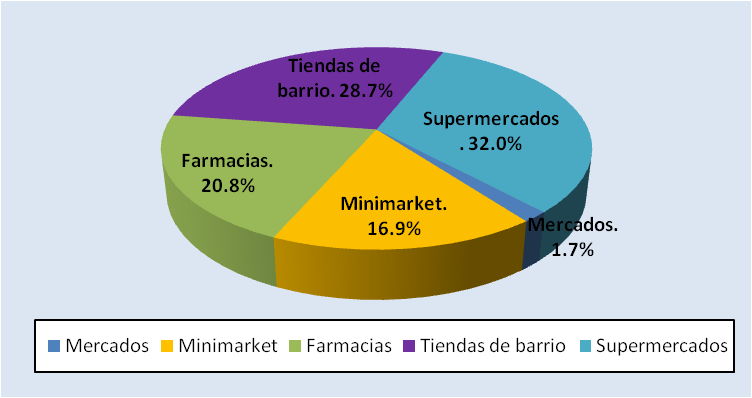 Tiendas de
barrio. 28.7%
Supermercados
. 32.0%
Farmacias.
20.8%
Minimarket.
16.9%
Mercados.
1.7%
Mercados Minimarket Farmacias Tiendas de barrio Supermercados